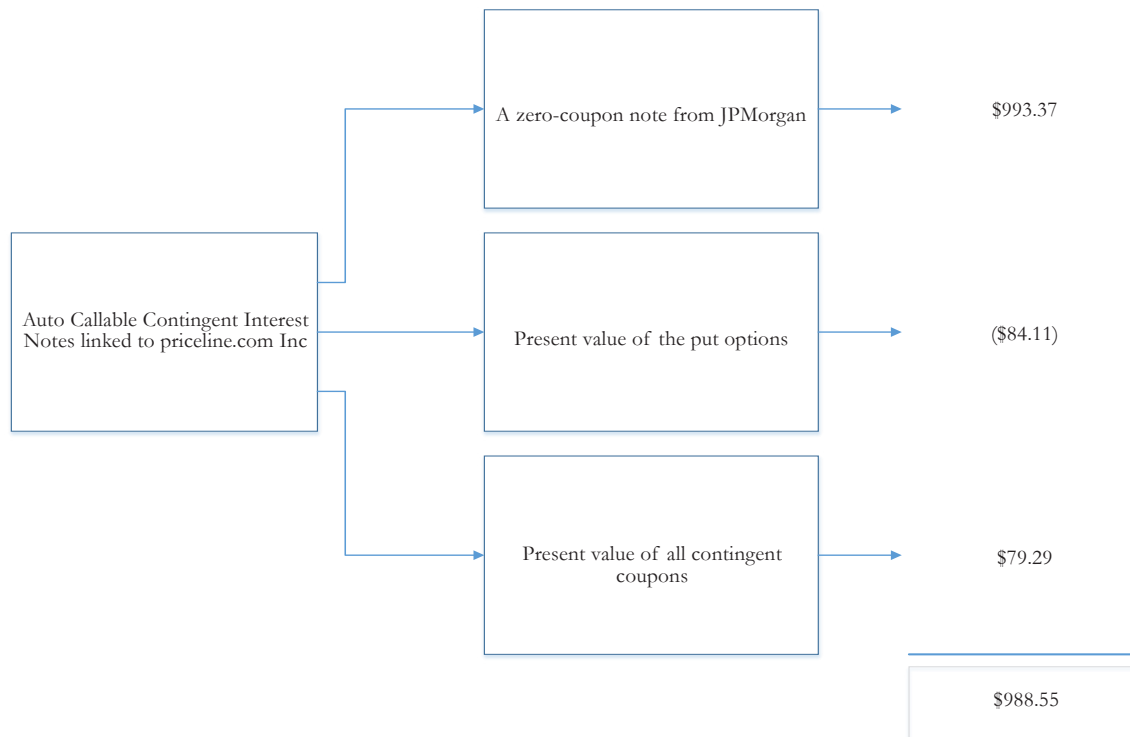 A zero-coupon note from JPMorgan
$993.37
Auto Callable Contingent Interest
Notes linked to priceline.com Inc
Present value of the put options
($84.11)
Present value of all contingent
coupons
$79.29
$988.55